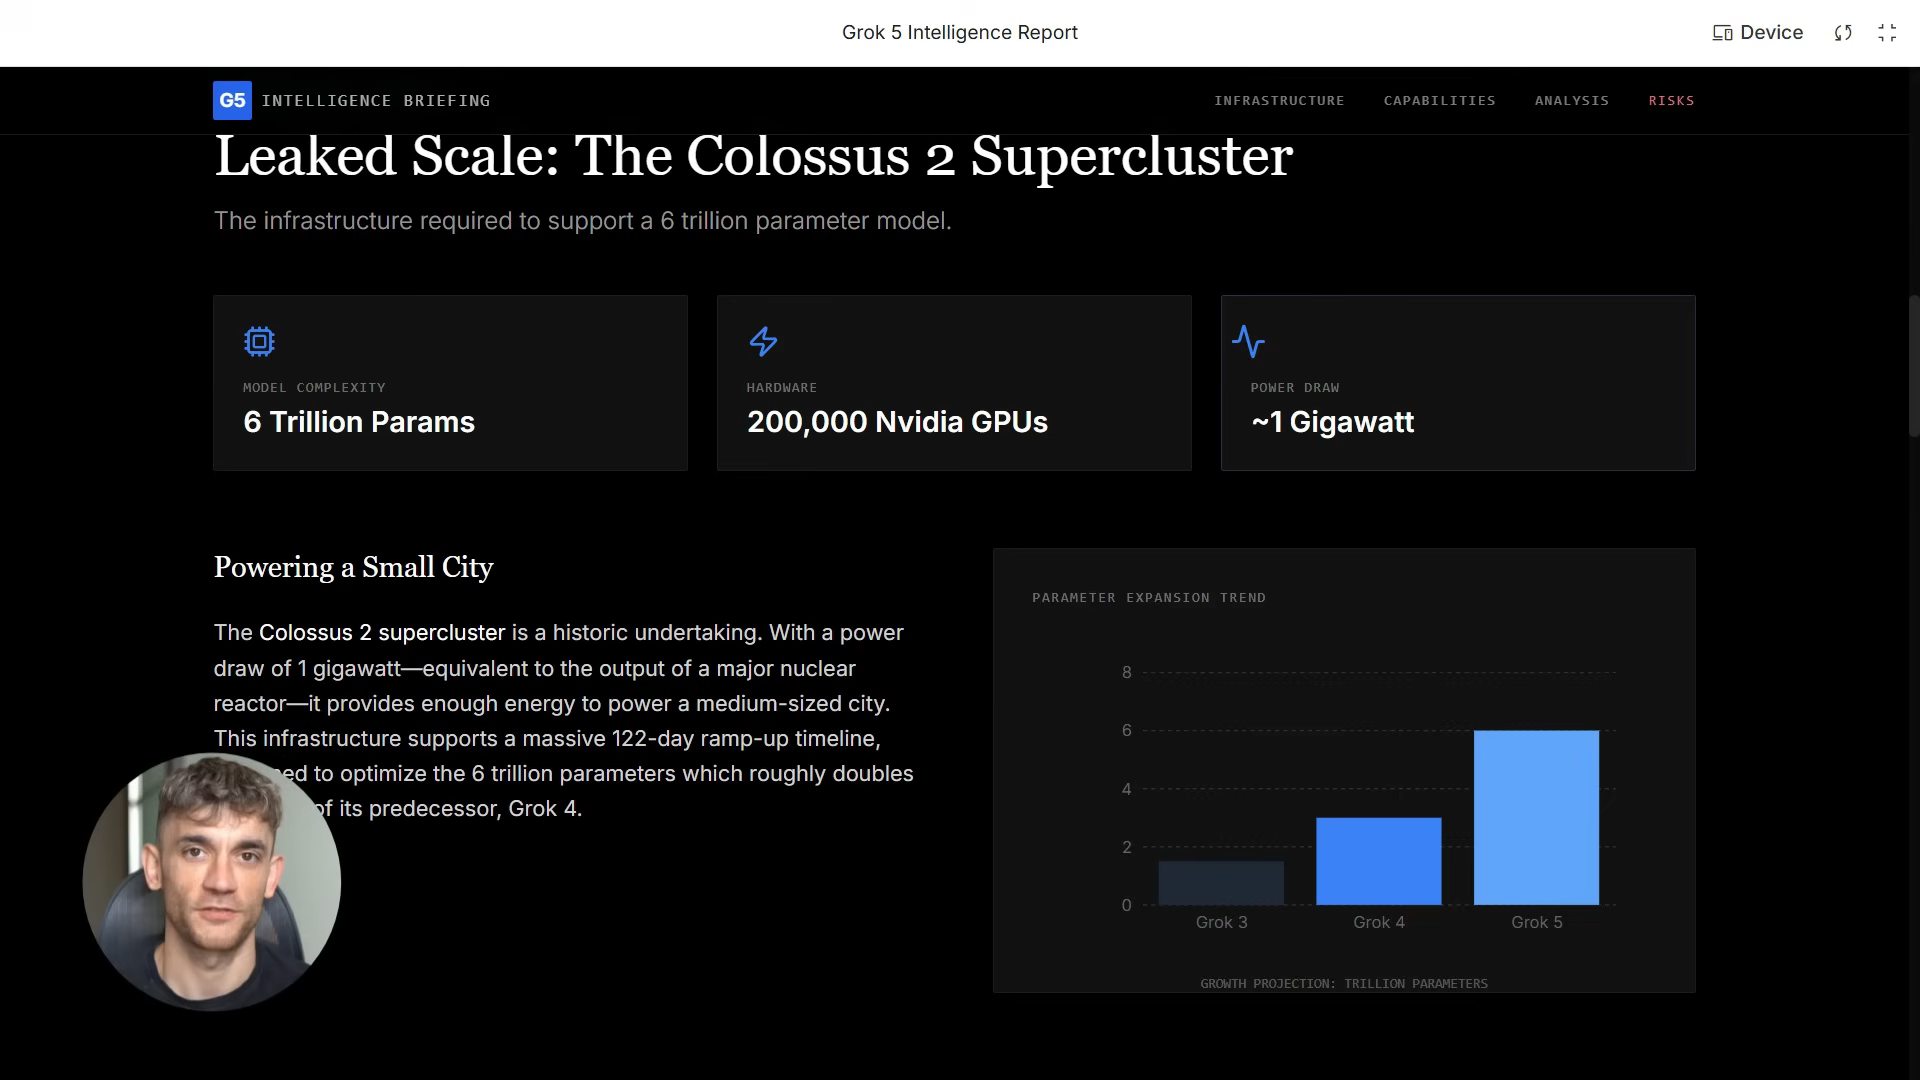 Grok 5 Intelligence Report
Device
G5 INTELLIGENCE BRIEFING
INFRASTRUCTURE CAPABILITIES ANALYSIS RISKS
Leaked Scale: The Colossus 2 Supercluster
The infrastructure required to support a 6 trillion parameter model.
MODEL COMPLEXITY
6 Trillion Params
HARDWARE
200,000 Nvidia GPUs
POWER DRAW
~1 Gigawatt
Powering a Small City
The Colossus 2 supercluster is a historic undertaking. With a power
draw of 1 gigawatt—equivalent to the output of a major nuclear
reactor—it provides enough energy to power a medium-sized city.
This infrastructure supports a massive 122-day ramp-up timeline,
to optimize the 6 trillion parameters which roughly doubles
of its predecessor, Grok 4.
PARAMETER EXPANSION TREND
8
6
4
2
0
Grok 3 Grok 4 Grok 5
GROWTH PROJECTION: TRILLION PARAMETERS